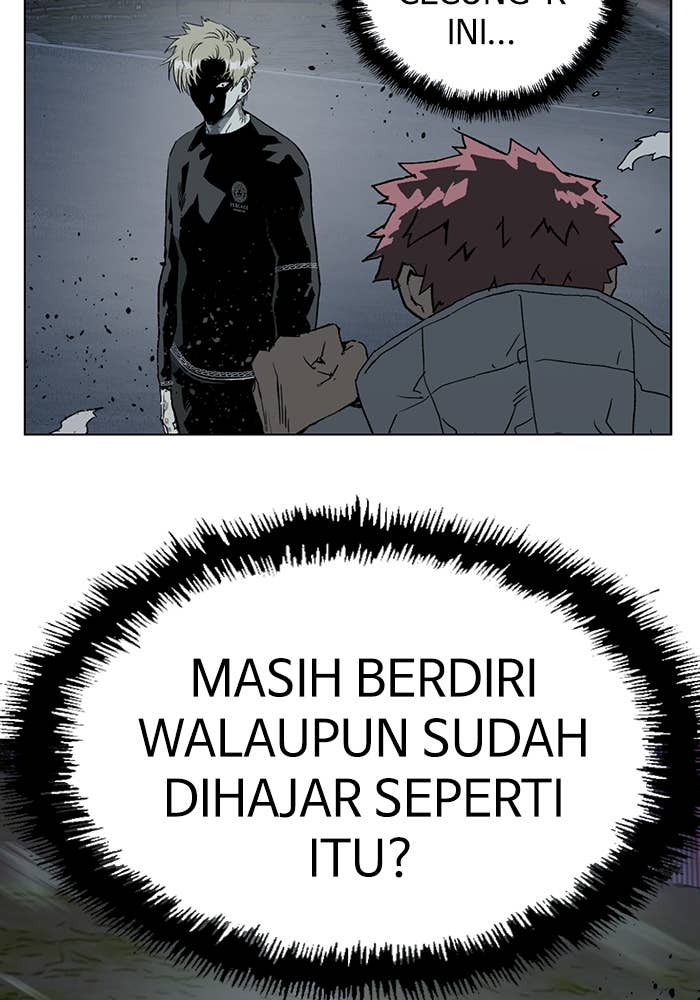 INI...
MASIH BERDIRI
WALAUPUN SUDAH
DIHAJAR SEPERTI
ITU?